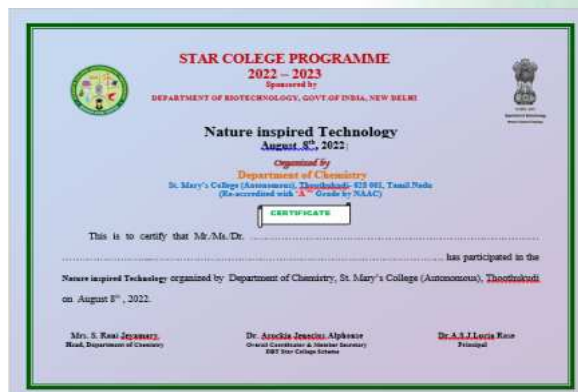 STAR COLEGE PROGRAMME
2022 – 2023
Sponsored by
DEPARTMENT OF BIOTECHNOLOGY, GOVT.OF INDIA, NEW DELHI
Nature inspired Technology
August 8th, 2022
Organized by
Department of Chemistry
St. Mary's College (Autonomous), Thoothukudi- 628 001, Tamil Nadu
(Re-accredited with 'A+' Grade by NAAC)
CERTIFICATE
This is to certify that Mr./Ms./Dr. ..........................................................................................
.................................................................................................................. has participated in the
Nature inspired Technology organized by Department of Chemistry, St. Mary's College (Autonomous), Thoothukudi
on August 8th , 2022.
Mrs. S. Rani Jeyamary
Head, Department of Chemistry
Dr. Arockia Jenecius Alphonse
Overall Coordinator & Member Secretary
DBT Star College Scheme
Dr.A.S.J.Lucia Rose
Principal